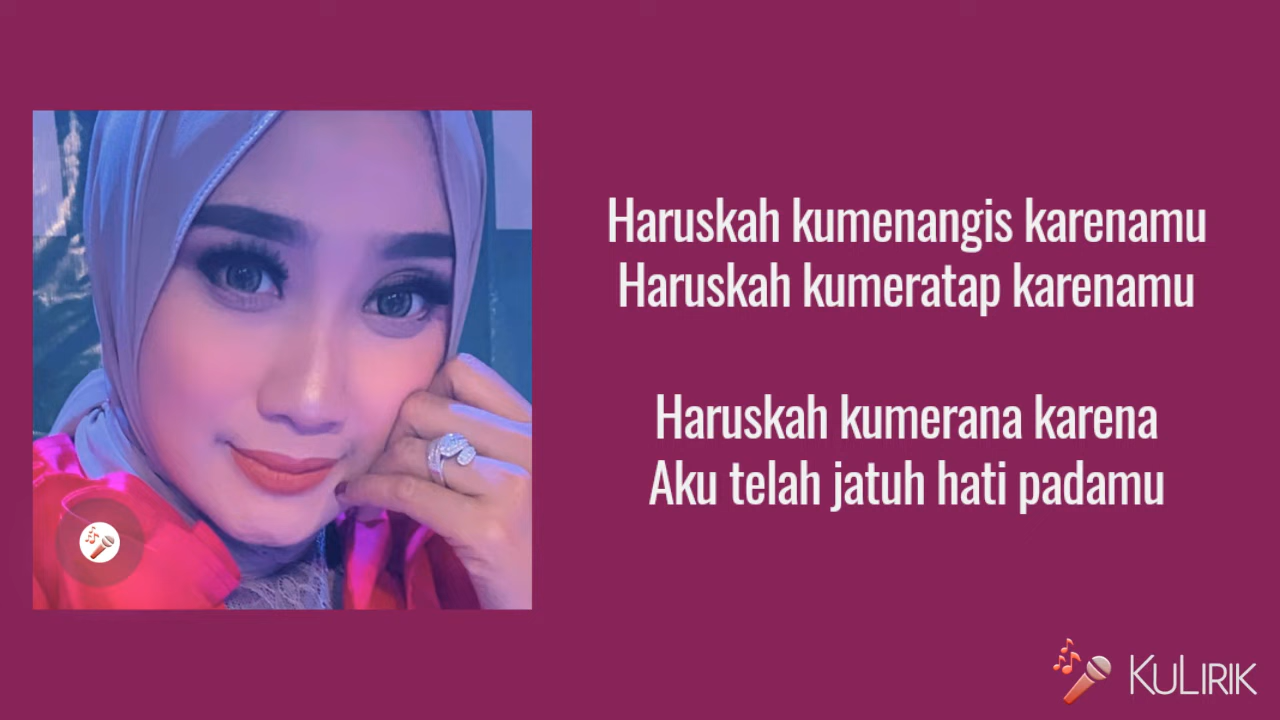 Haruskah kumenangis karenamu
Haruskah kumeratap karenamu
Haruskah kumerana karena
Aku telah jatuh hati padamu
KULIRIK